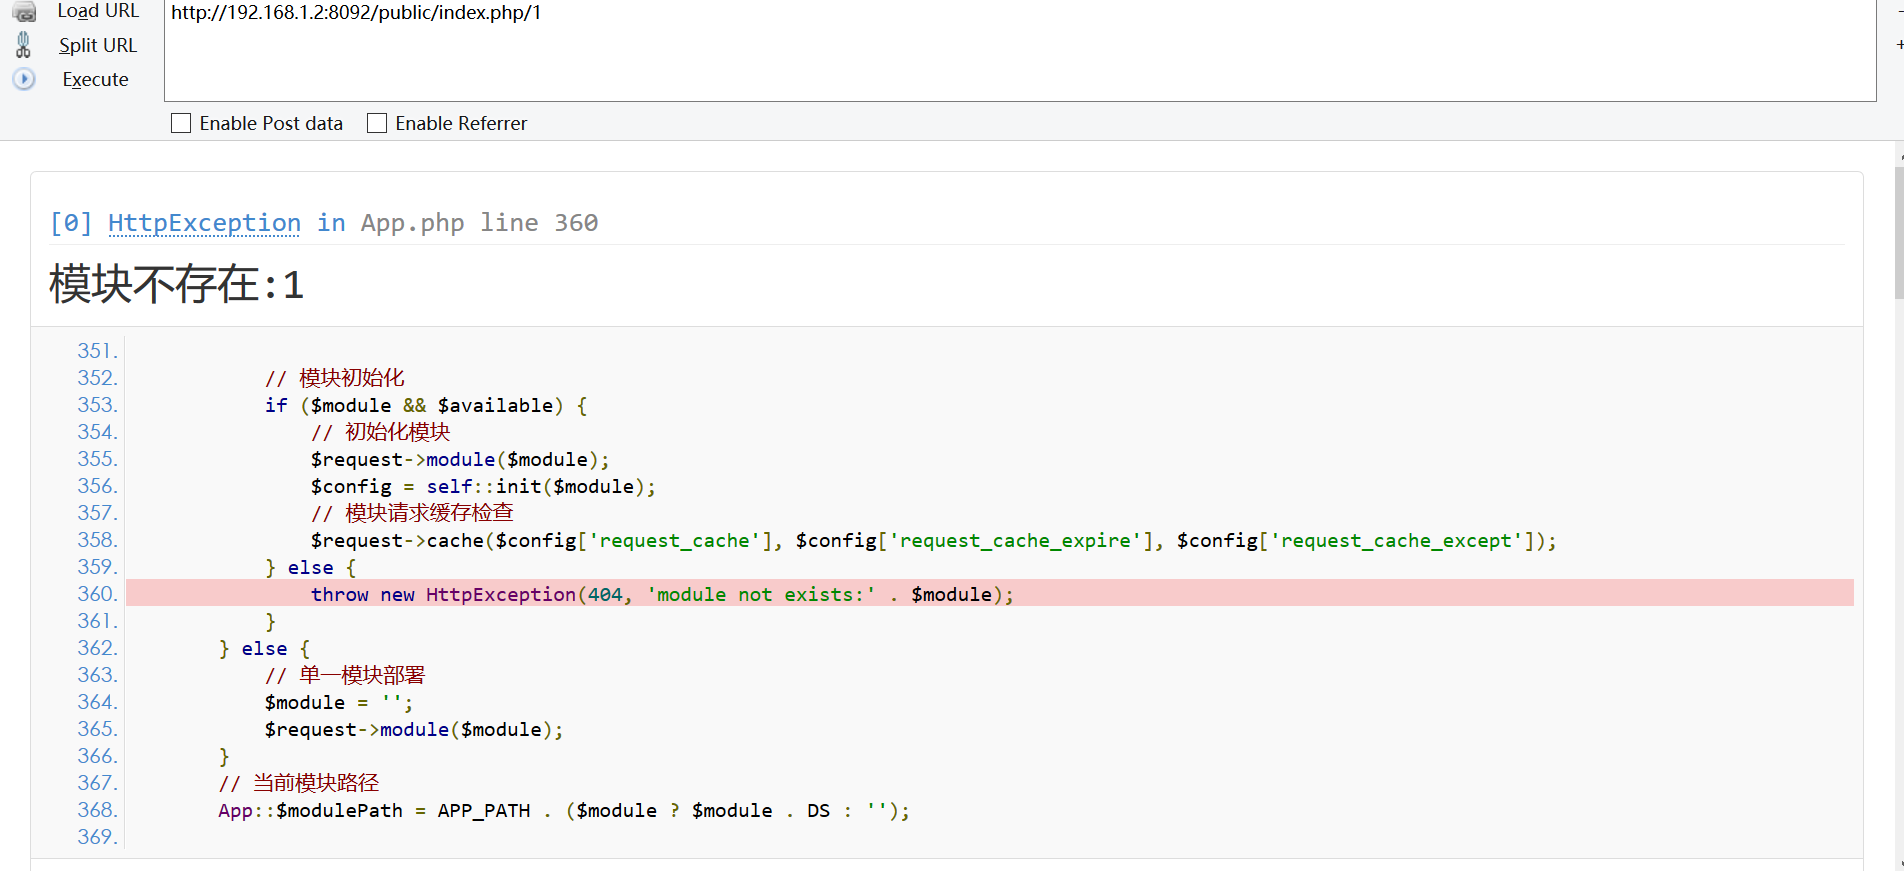 Load URL
http://192.168.1.2:8092/public/index.php/1
Split URL
Execute
Enable Post data
Enable Referrer
[0] HttpException in App.php line 360
模块不存在:1
351.
352. // 模块初始化
353. if ($module && $available) {
354. // 初始化模块
355. $request->module($module);
356. $config = self::init($module);
357. // 模块请求缓存检查
358. $request->cache($config['request_cache'], $config['request_cache_expire'], $config['request_cache_except']);
359. } else {
360. throw new HttpException(404, 'module not exists:' . $module);
361. }
362. } else {
363. // 单一模块部署
364. $module = '';
365. $request->module($module);
366. }
367. // 当前模块路径
368. App::$modulePath = APP_PATH . ($module ? $module . DS : '');
369.